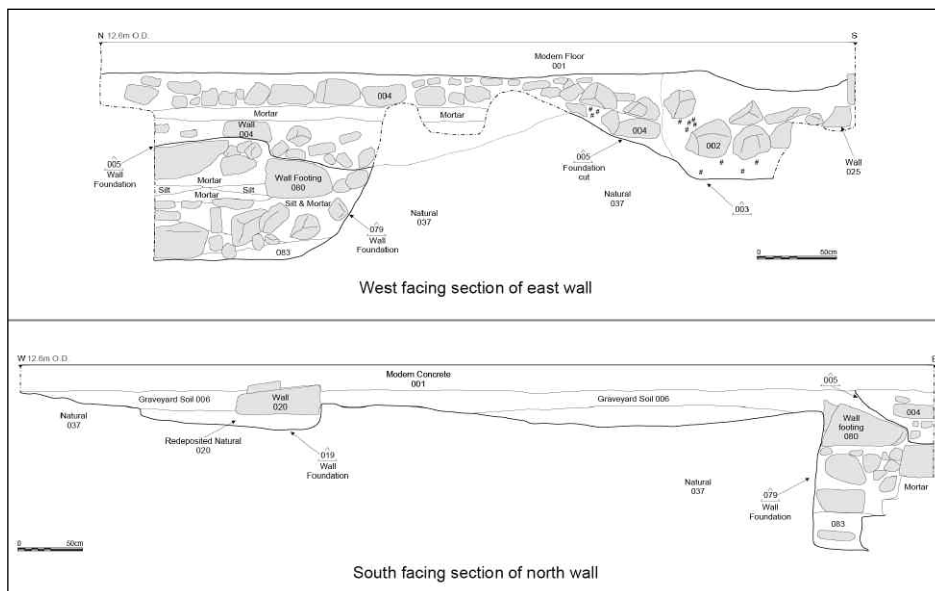 N 12.6m O.D.
S
Modern Floor
001
004
Mortar
Mortar
Wall
004
004
002
005
Wall
Foundation
005
Foundation
cut
Wall
025
Mortar
Silt
Silt
Mortar
Wall Footing
080
Silt & Mortar
Natural
037
Natural
037
003
079
Wall
Foundation
083
0
50cm
West facing section of east wall
W 12.6m O.D.
E
Modern Concrete
001
005
Graveyard Soil 006
Wall
020
Graveyard Soil 006
004
Natural
037
Wall
footing
080
Redeposited Natural
020
019
Wall
Foundation
Natural
037
Mortar
079
Wall
Foundation
083
0
50cm
South facing section of north wall